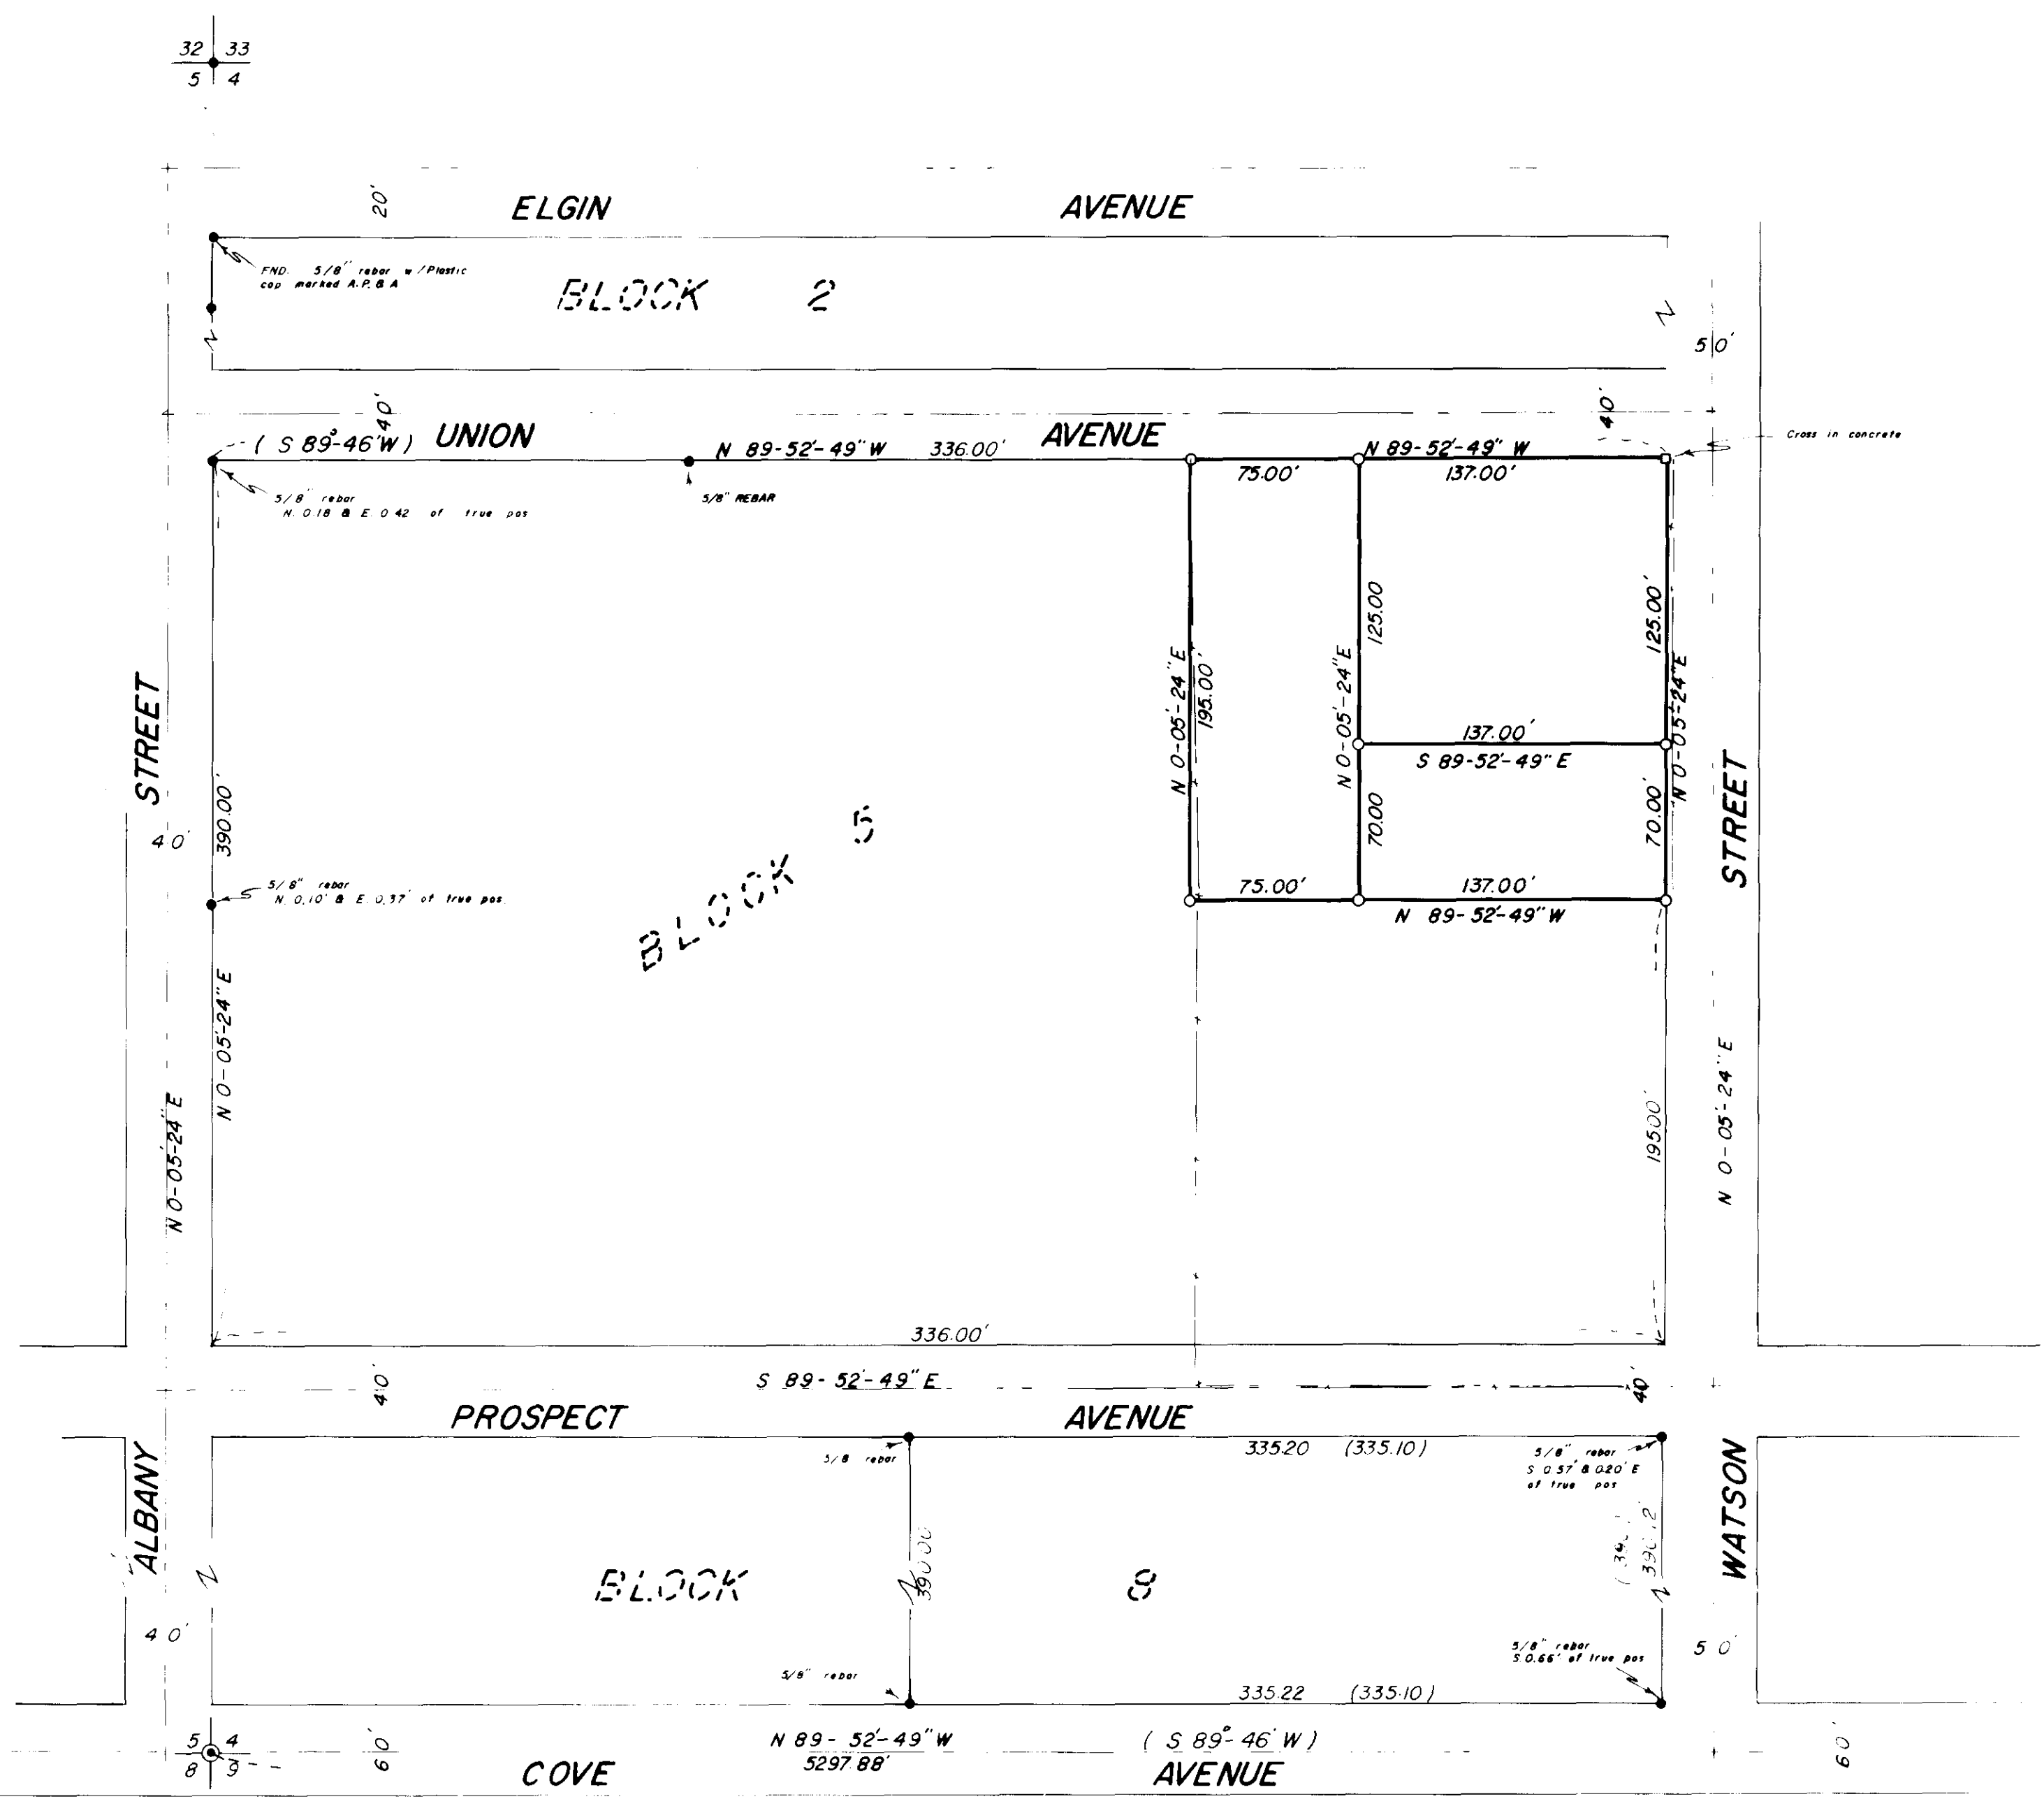 32 33
5 4
20'
ELGIN AVENUE
FND. 5/8" rebar w/Plastic
cap marked A.P.& A
BLOCK 2
50'
40'
40'
(S 89°-46'W)
UNION AVENUE
N 89-52'-49" W 336.00'
N 89-52'-49" W
75.00'
137.00'
Cross in concrete
5/8" rebar
N. 0.18 & E. 0.42 of true pos
5/8" REBAR
125.00
125.00'
N 0-05'-24" E
195.00'
N 0-05'-24" E
N 0-05'-24" E
137.00'
S 89-52'-49" E
STREET
STREET
390.00'
40'
70.00
70.00'
BLOCK 5
5/8" rebar
N. 0.10' & E. 0.37' of true pos.
75.00'
137.00'
N 89-52'-49" W
N 0-05'-24" E
N 0-05'-24" E
N 0-05'-24" E
195.00'
336.00'
S 89-52'-49" E
40'
40'
PROSPECT AVENUE
5/8 rebar
335.20 (335.10)
5/8" rebar
S 0.57' & 0.20' E
of true pos
ALBANY
WATSON
390.00
390.12'
BLOCK 8
40'
50'
5/8" rebar
S.0.66' of true pos
5/8" rebar
335.22 (335.10)
5 4
8 9
60'
N 89-52'-49" W
5297.88'
(S 89°-46' W)
60'
COVE AVENUE